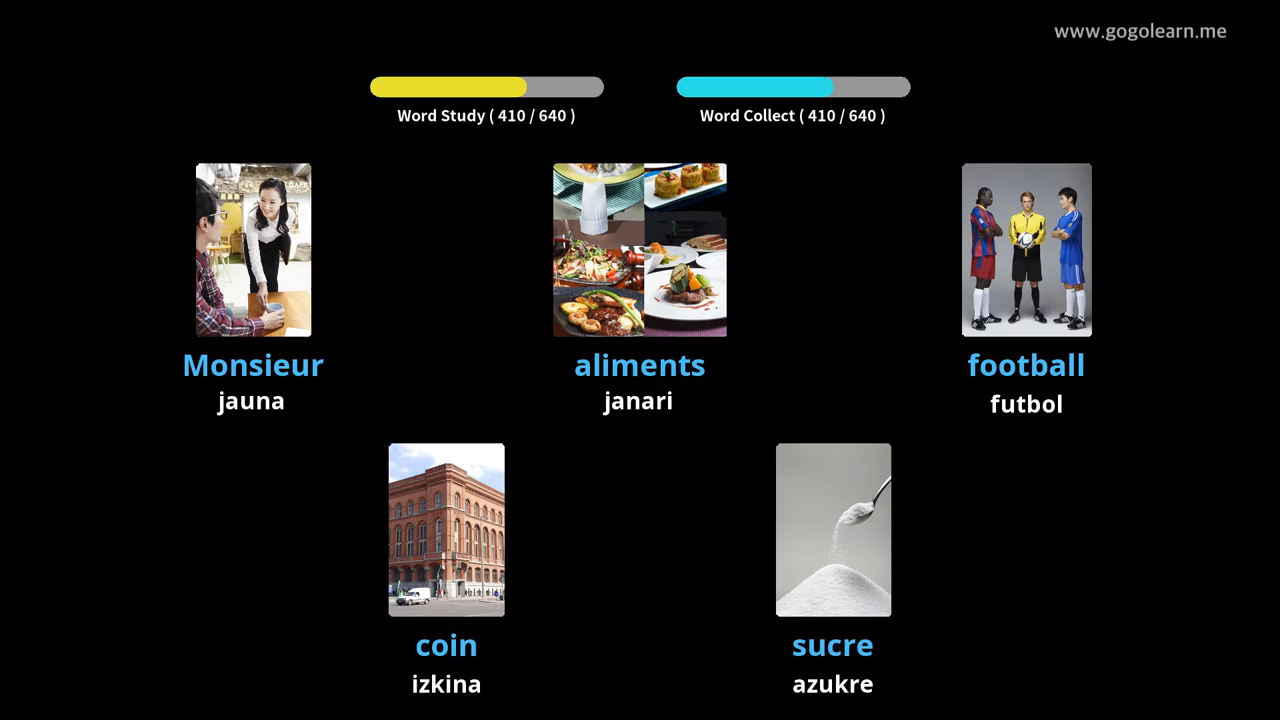 www.gogolearn.me
Word Study ( 410 / 640 )
Word Collect ( 410 / 640 )
Monsieur
jauna
aliments
janari
football
futbol
coin
izkina
sucre
azukre